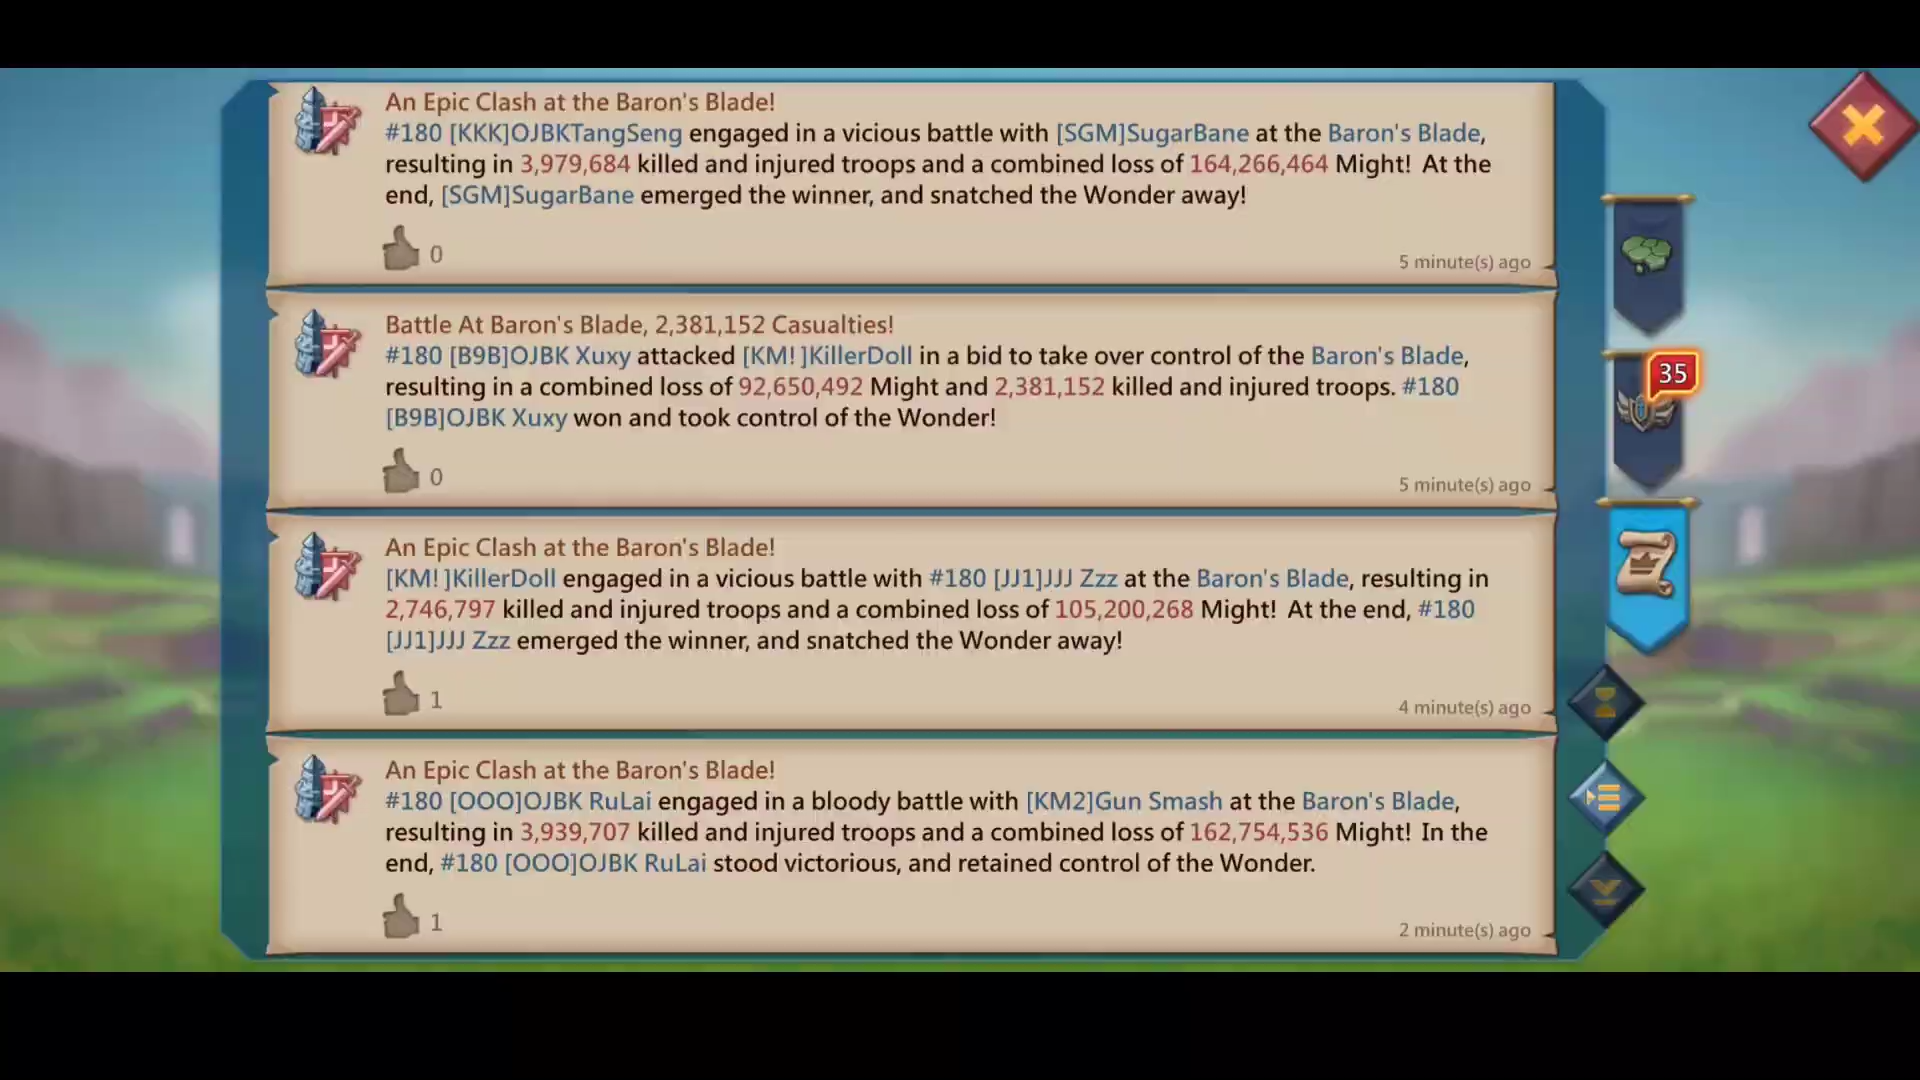 An Epic Clash at the Baron's Blade!
#180 [KKK]OJBKTangSeng engaged in a vicious battle with [SGM]SugarBane at the Baron's Blade,
resulting in 3,979,684 killed and injured troops and a combined loss of 164,266,464 Might! At the
end, [SGM]SugarBane emerged the winner, and snatched the Wonder away!
0
5 minute(s) ago
Battle At Baron's Blade, 2,381,152 Casualties!
#180 [B9B]OJBK Xuxy attacked [KM! ]KillerDoll in a bid to take over control of the Baron's Blade,
resulting in a combined loss of 92,650,492 Might and 2,381,152 killed and injured troops. #180
[B9B]OJBK Xuxy won and took control of the Wonder!
0
5 minute(s) ago
An Epic Clash at the Baron's Blade!
[KM! ]KillerDoll engaged in a vicious battle with #180 [JJ1]JJJ Zzz at the Baron's Blade, resulting in
2,746,797 killed and injured troops and a combined loss of 105,200,268 Might! At the end, #180
[JJ1]JJJ Zzz emerged the winner, and snatched the Wonder away!
1
4 minute(s) ago
An Epic Clash at the Baron's Blade!
#180 [OOO]OJBK RuLai engaged in a bloody battle with [KM2]Gun Smash at the Baron's Blade,
resulting in 3,939,707 killed and injured troops and a combined loss of 162,754,536 Might! In the
end, #180 [OOO]OJBK RuLai stood victorious, and retained control of the Wonder.
1
2 minute(s) ago
35